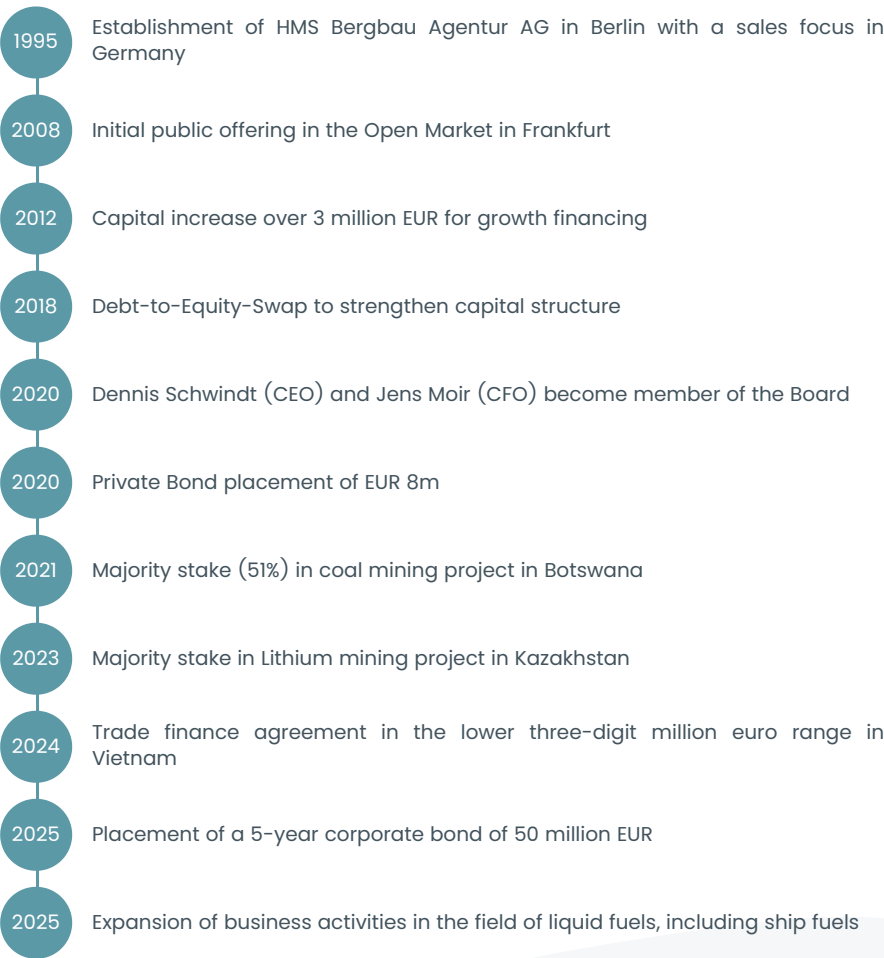 1995
Establishment of HMS Bergbau Agentur AG in Berlin with a sales focus in
Germany
2008
Initial public offering in the Open Market in Frankfurt
2012
Capital increase over 3 million EUR for growth financing
2018
Debt-to-Equity-Swap to strengthen capital structure
2020
Dennis Schwindt (CEO) and Jens Moir (CFO) become member of the Board
2020
Private Bond placement of EUR 8m
2021
Majority stake (51%) in coal mining project in Botswana
2023
Majority stake in Lithium mining project in Kazakhstan
2024
Trade finance agreement in the lower three-digit million euro range in
Vietnam
2025
Placement of a 5-year corporate bond of 50 million EUR
2025
Expansion of business activities in the field of liquid fuels, including ship fuels